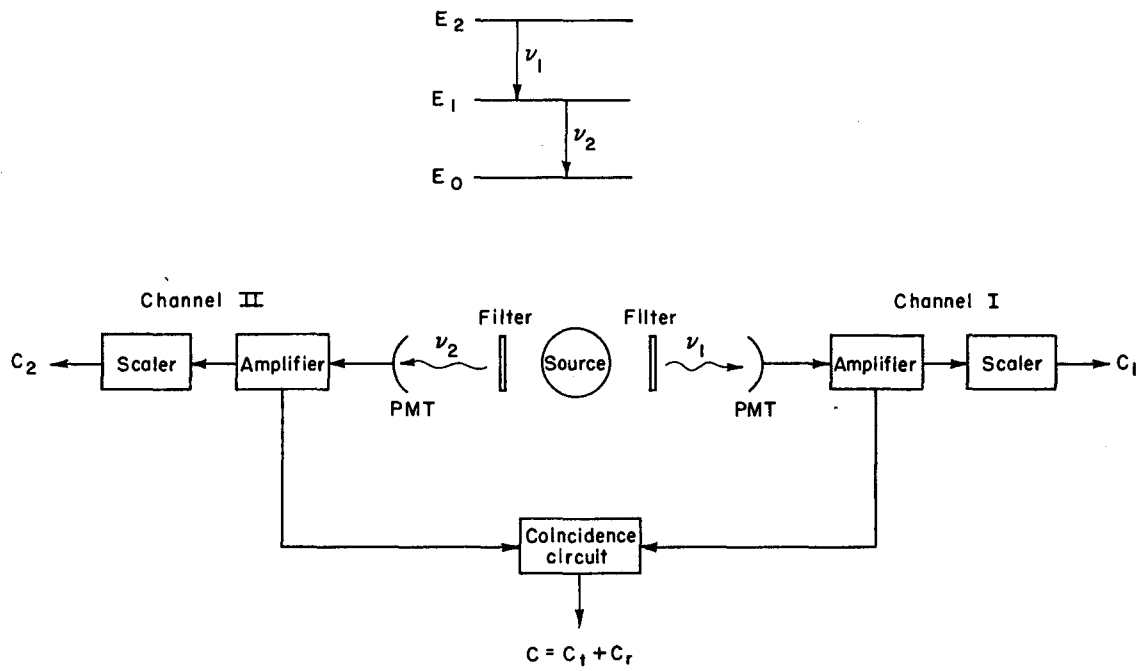 E₂
ν₁
E₁
ν₂
E₀
Channel II
Channel I
Filter
Filter
C₂
Scaler
Amplifier
ν₂
Source
ν₁
Amplifier
Scaler
C₁
PMT
PMT
Coincidence
circuit
C = Cₜ + Cᵣ